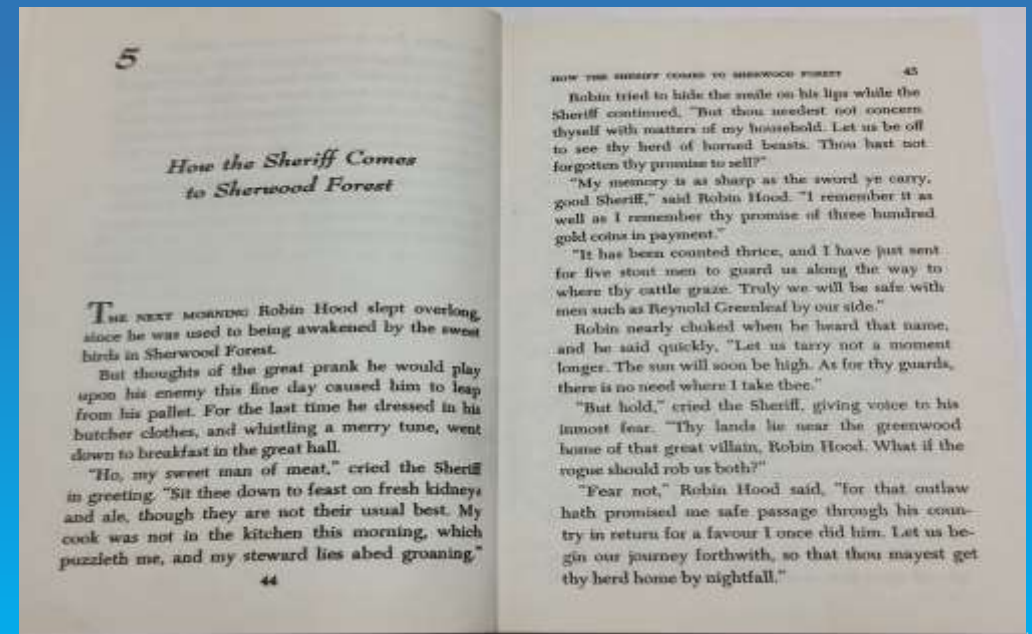 5
How the Sheriff Comes
to Sherwood Forest
THE NEXT MORNING Robin Hood slept overlong,
since he was used to being awakened by the sweet
birds in Sherwood Forest.
But thoughts of the great prank he would play
upon his enemy this fine day caused him to leap
from his pallet. For the last time he dressed in his
butcher clothes, and whistling a merry tune, went
down to breakfast in the great hall.
"Ho, my sweet man of meat," cried the Sheriff
in greeting. "Sit thee down to feast on fresh kidneys
and ale, though they are not their usual best. My
cook was not in the kitchen this morning, which
puzzleth me, and my steward lies abed groaning."
44
HOW THE SHERIFF COMES TO SHERWOOD FOREST 45
Robin tried to hide the smile on his lips while the
Sheriff continued, "But thou needest not concern
thyself with matters of my household. Let us be off
to see thy herd of horned beasts. Thou hast not
forgotten thy promise to sell?"
"My memory is as sharp as the sword ye carry,
good Sheriff," said Robin Hood. "I remember it as
well as I remember thy promise of three hundred
gold coins in payment."
"It has been counted thrice, and I have just sent
for five stout men to guard us along the way to
where thy cattle graze. Truly we will be safe with
men such as Reynold Greenleaf by our side."
Robin nearly choked when he heard that name,
and he said quickly, "Let us tarry not a moment
longer. The sun will soon be high. As for thy guards,
there is no need where I take thee."
"But hold," cried the Sheriff, giving voice to his
inmost fear. "Thy lands lie near the greenwood
home of that great villain, Robin Hood. What if the
rogue should rob us both?"
"Fear not," Robin Hood said, "for that outlaw
hath promised me safe passage through his coun-
try in return for a favour I once did him. Let us be-
gin our journey forthwith, so that thou mayest get
thy herd home by nightfall."